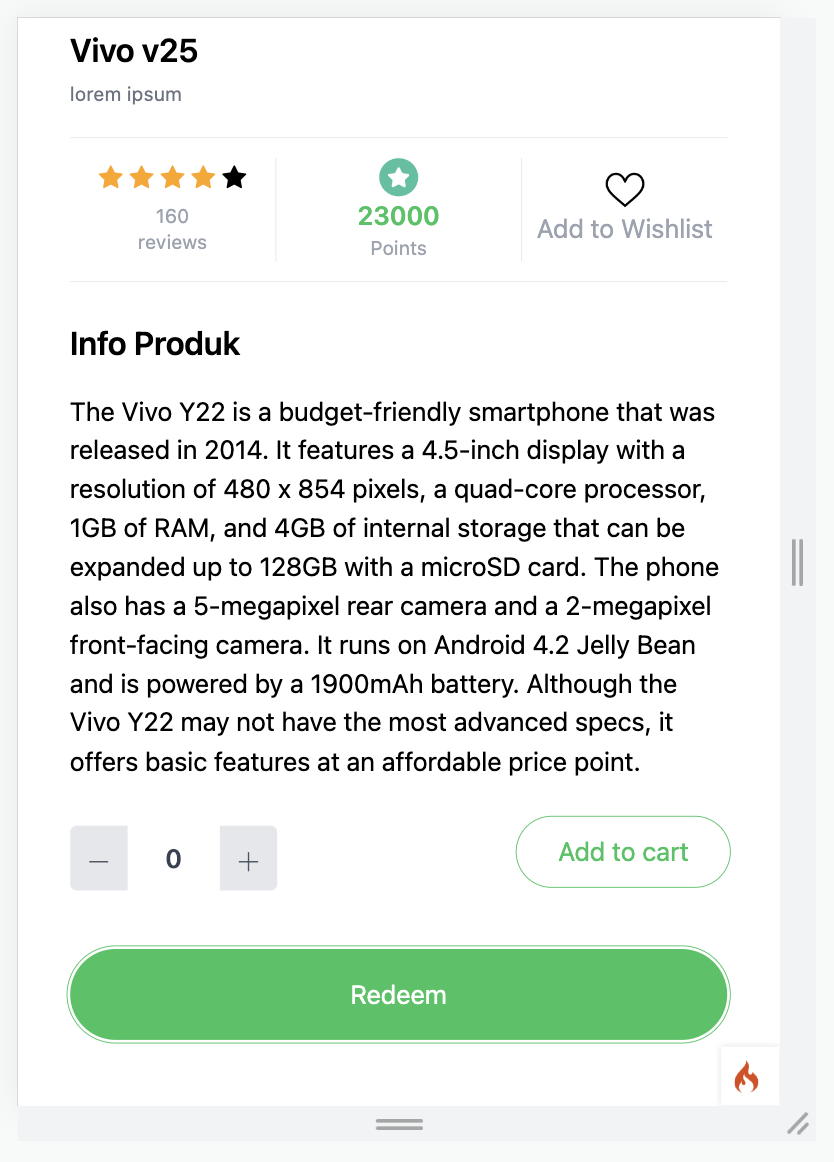 Vivo v25
lorem ipsum
160
reviews
23000
Points
Add to Wishlist
Info Produk
The Vivo Y22 is a budget-friendly smartphone that was
released in 2014. It features a 4.5-inch display with a
resolution of 480 x 854 pixels, a quad-core processor,
1GB of RAM, and 4GB of internal storage that can be
expanded up to 128GB with a microSD card. The phone
also has a 5-megapixel rear camera and a 2-megapixel
front-facing camera. It runs on Android 4.2 Jelly Bean
and is powered by a 1900mAh battery. Although the
Vivo Y22 may not have the most advanced specs, it
offers basic features at an affordable price point.
— 0 +
Add to cart
Redeem